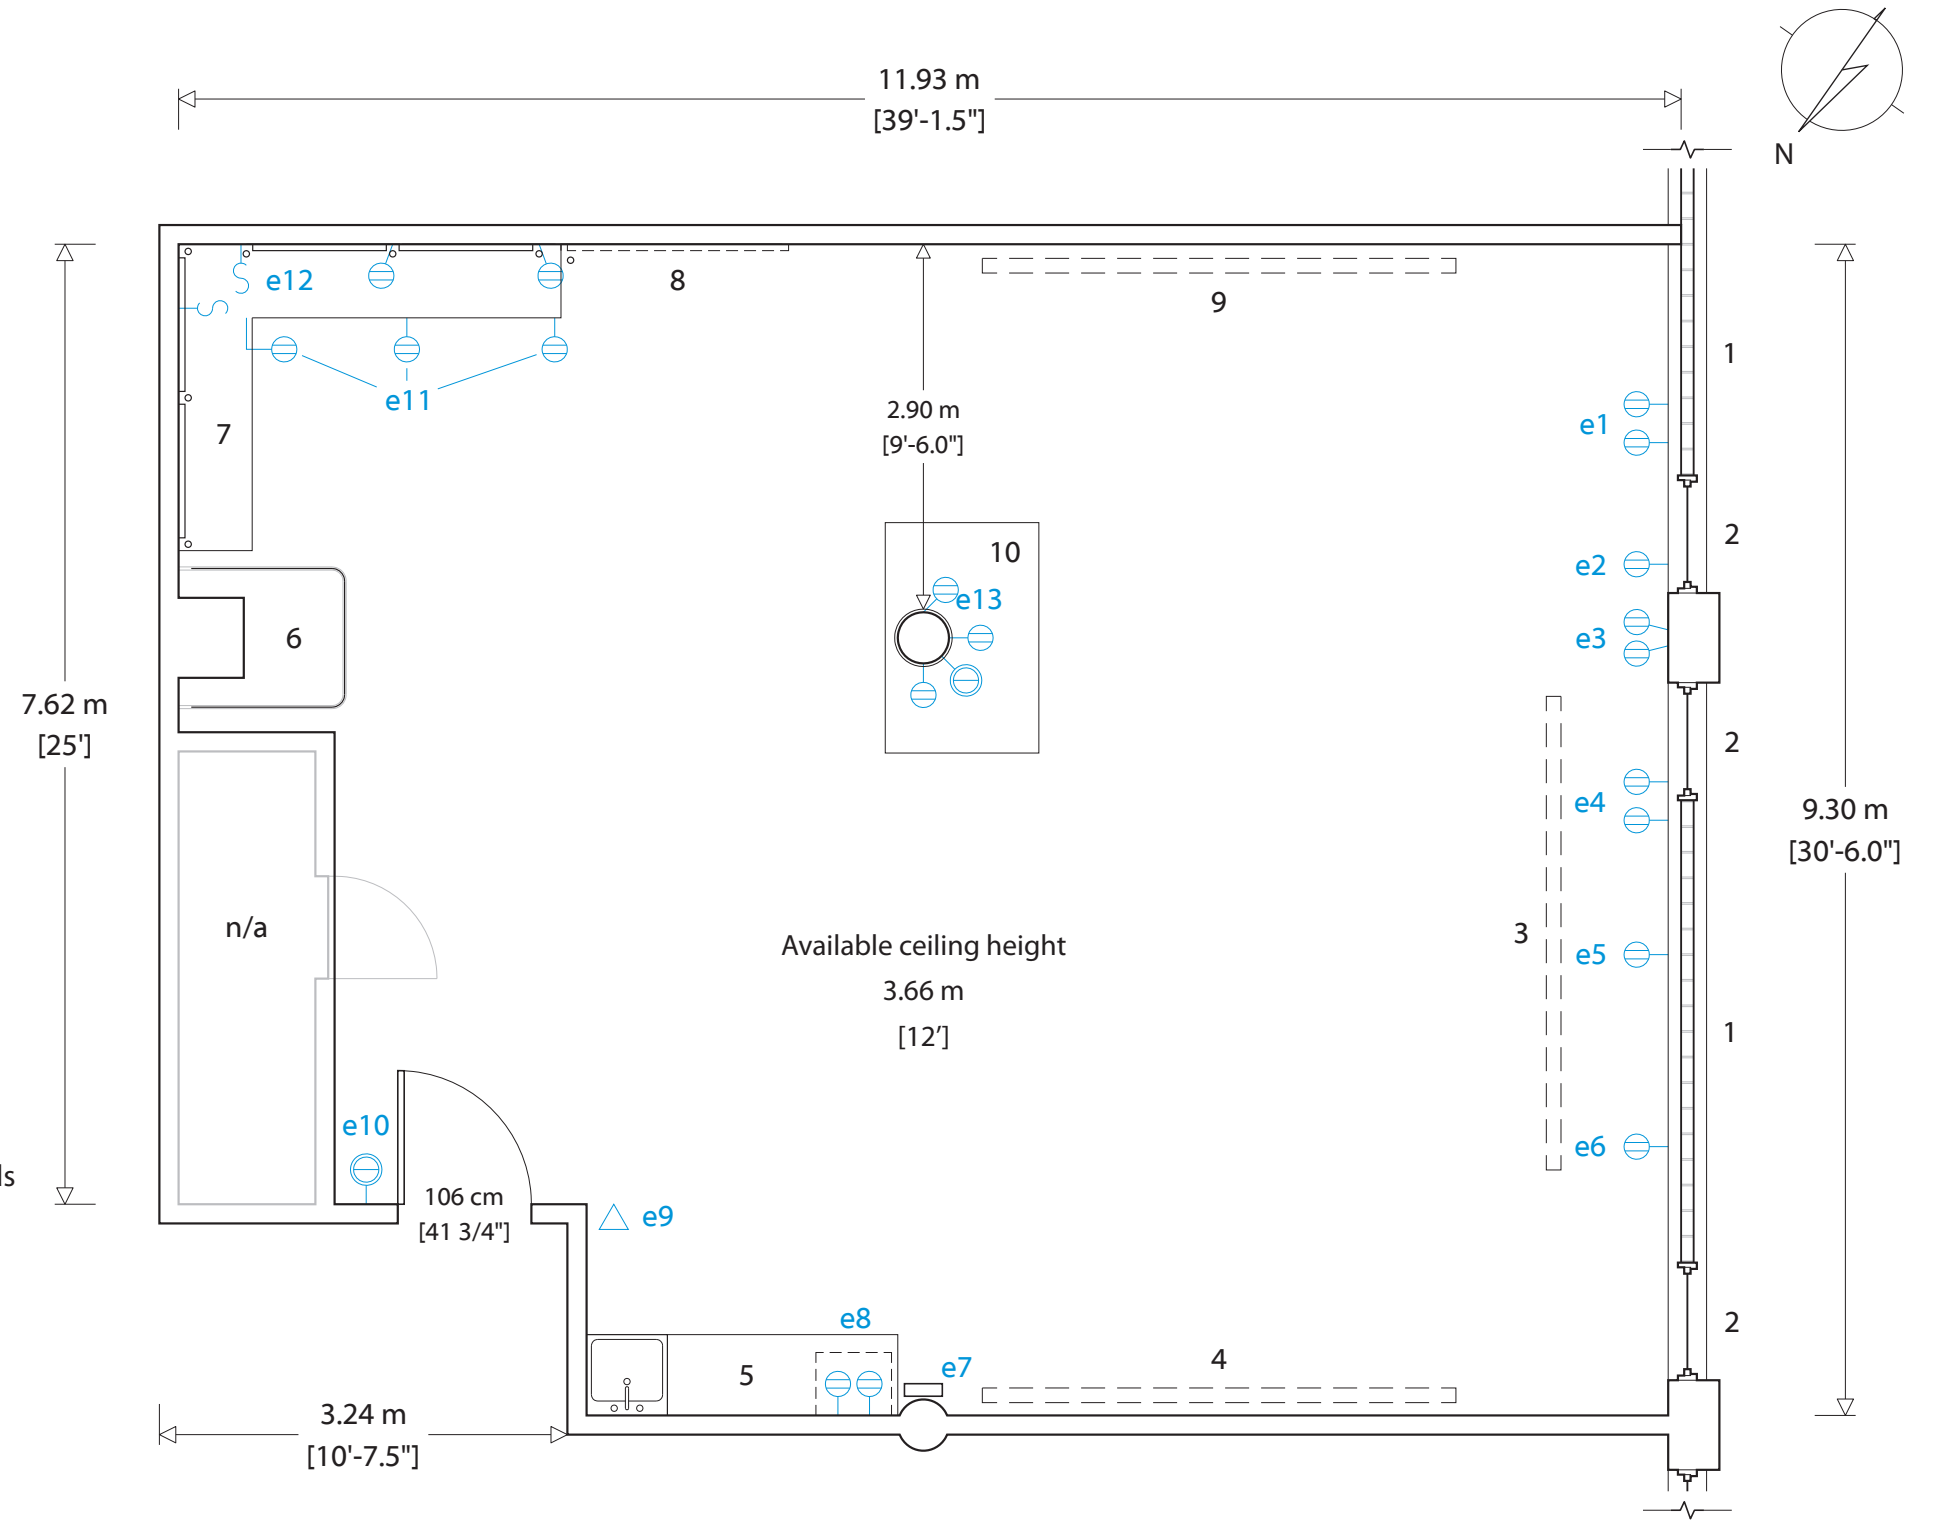 11.93 m
[39'-1.5"]
N
e12
8
9
1
e11
2.90 m
[9'-6.0"]
e1
7
10
2
e2
e13
6
e3
7.62 m
[25']
2
e4
9.30 m
[30'-6.0"]
n/a
Available ceiling height
3.66 m
[12’]
3
e5
1
e10
e6
ls
106 cm
[41 3/4"]
e9
e8
2
5
e7
4
3.24 m
[10'-7.5"]